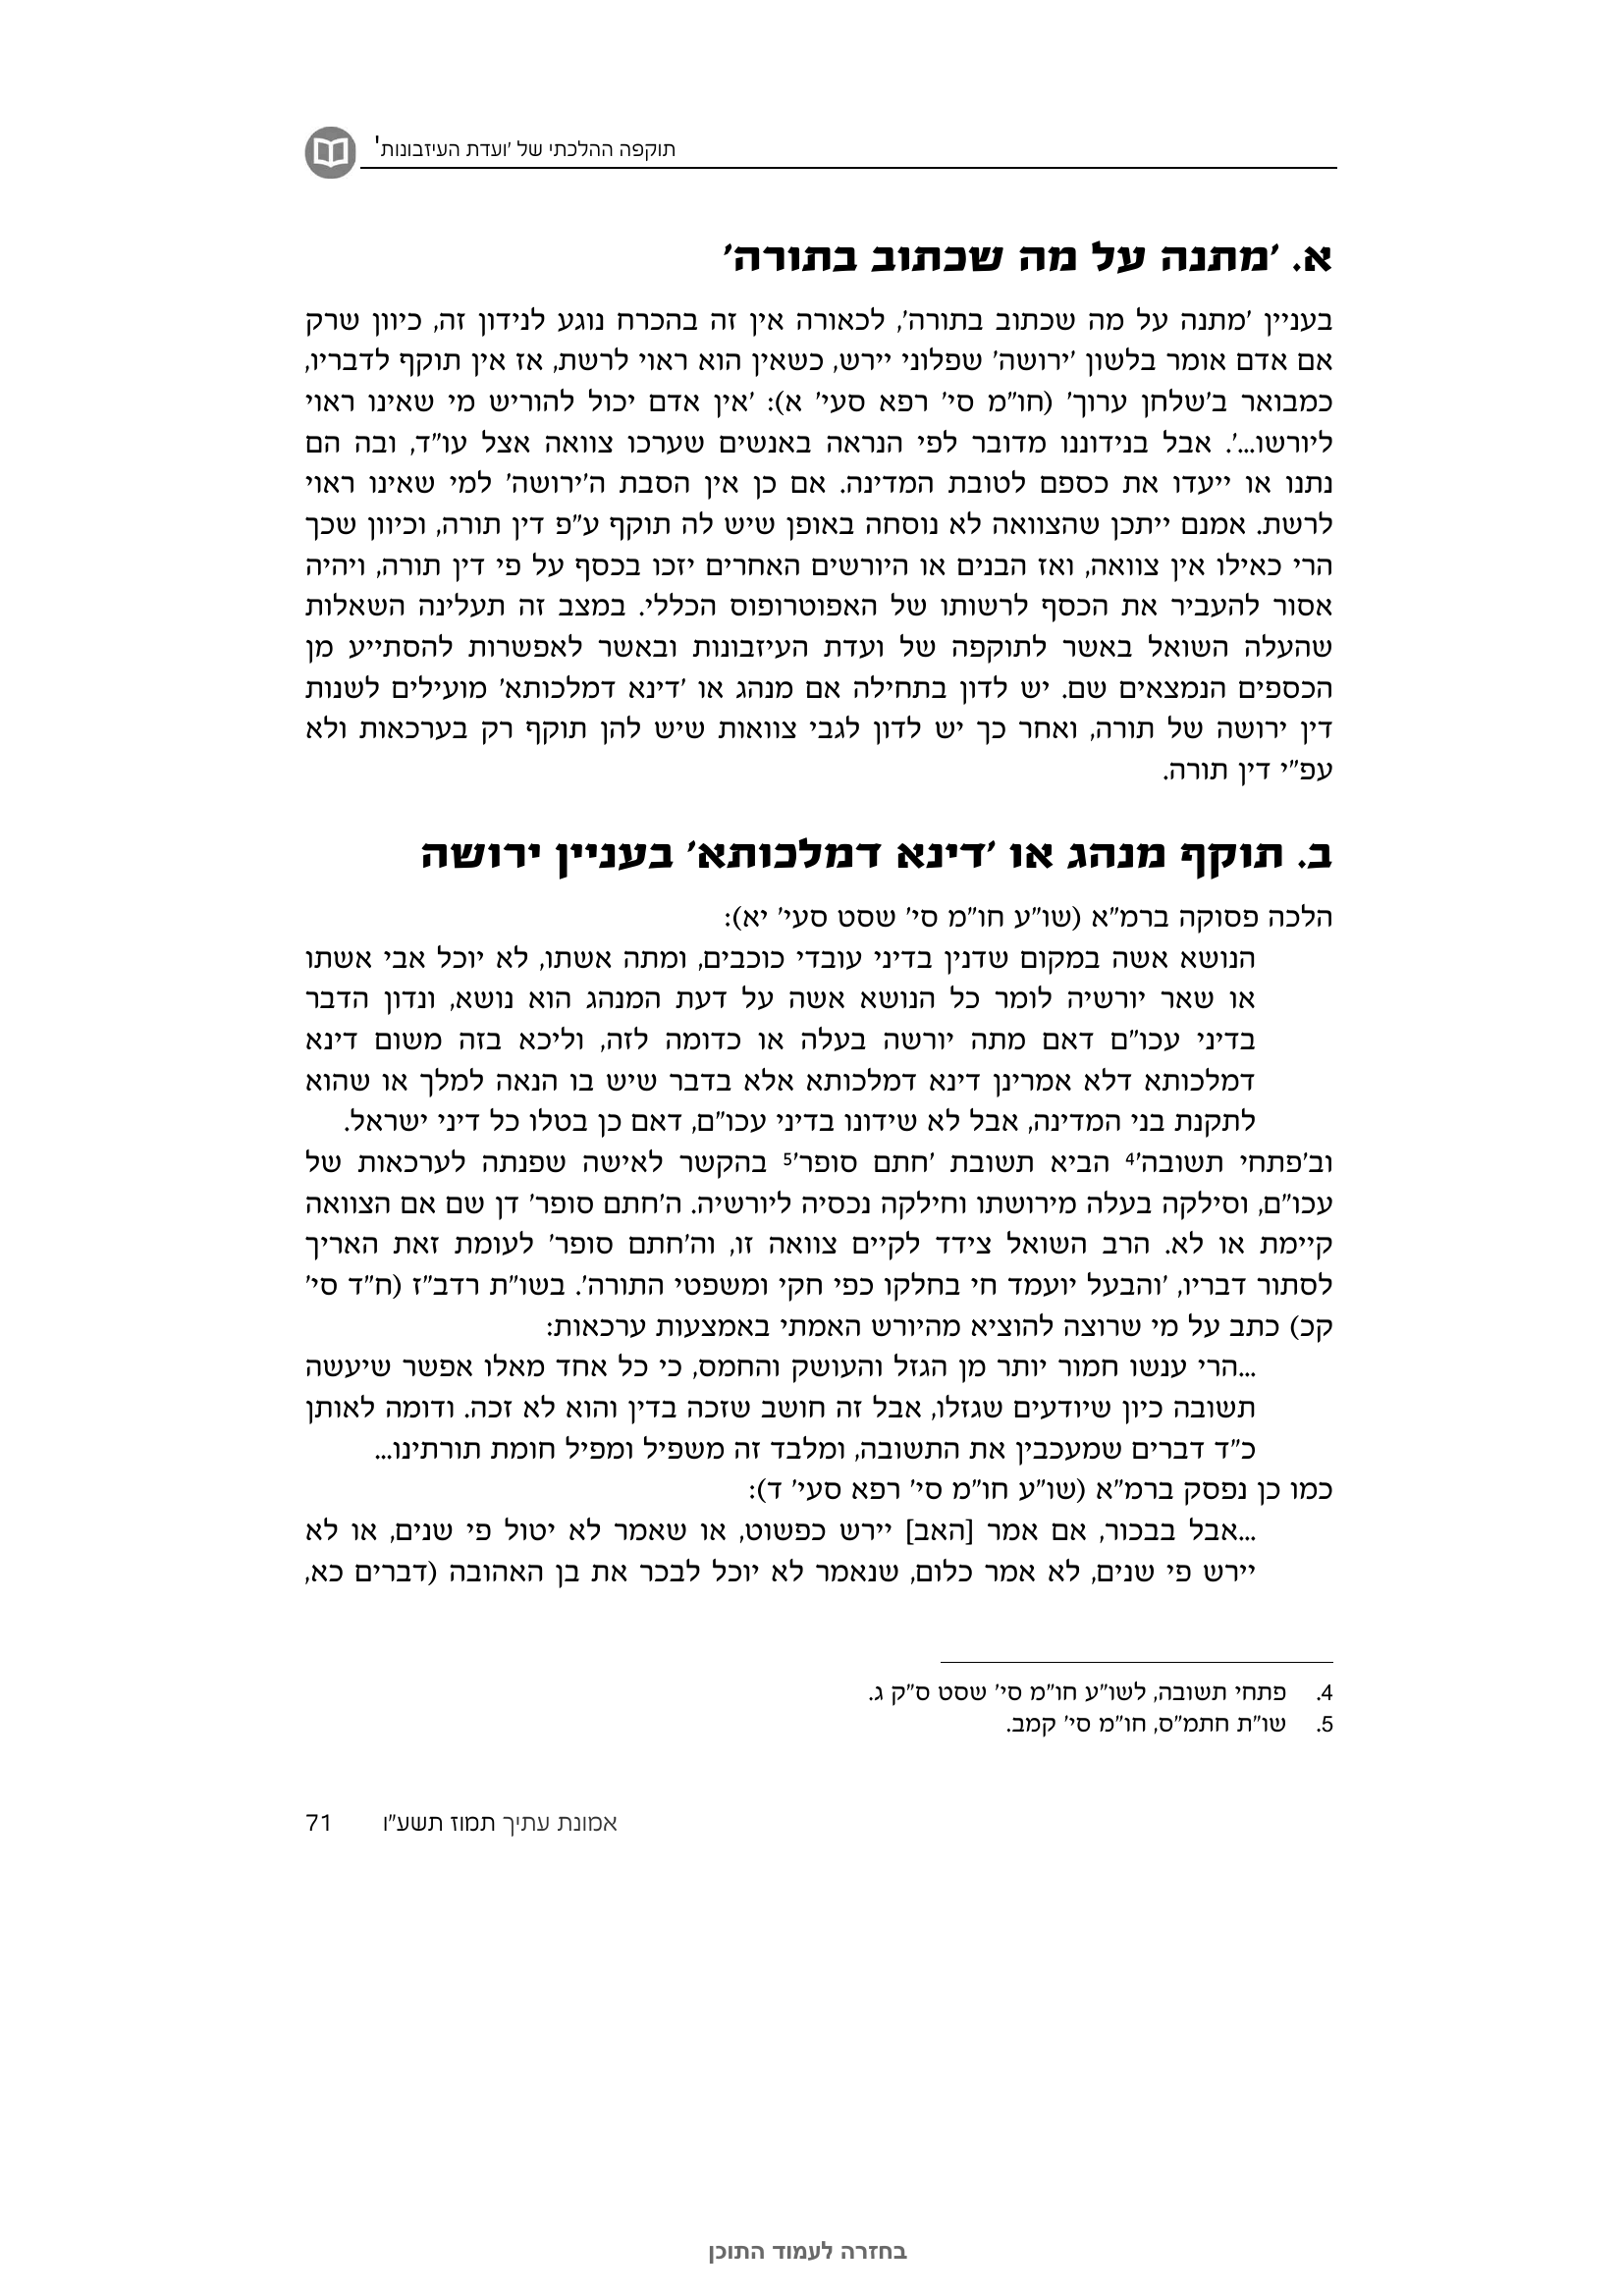 תוקפה ההלכתי של 'ועדת העיזבונות'
א. 'מתנה על מה שכתוב בתורה'
בעניין 'מתנה על מה שכתוב בתורה', לכאורה אין זה בהכרח נוגע לנידון זה, כיוון שרק
אם אדם אומר בלשון 'ירושה' שפלוני יירש, כשאין הוא ראוי לרשת, אז אין תוקף לדבריו,
כמבואר ב'שלחן ערוך' (חו"מ סי' רפא סעי' א): 'אין אדם יכול להוריש מי שאינו ראוי
ליורשו...'. אבל בנידוננו מדובר לפי הנראה באנשים שערכו צוואה אצל עו"ד, ובה הם
נתנו או ייעדו את כספם לטובת המדינה. אם כן אין הסבת ה'ירושה' למי שאינו ראוי
לרשת. אמנם ייתכן שהצוואה לא נוסחה באופן שיש לה תוקף ע"פ דין תורה, וכיוון שכך
הרי כאילו אין צוואה, ואז הבנים או היורשים האחרים יזכו בכסף על פי דין תורה, ויהיה
אסור להעביר את הכסף לרשותו של האפוטרופוס הכללי. במצב זה תעלינה השאלות
שהעלה השואל באשר לתוקפה של ועדת העיזבונות ובאשר לאפשרות להסתייע מן
הכספים הנמצאים שם. יש לדון בתחילה אם מנהג או 'דינא דמלכותא' מועילים לשנות
דין ירושה של תורה, ואחר כך יש לדון לגבי צוואות שיש להן תוקף רק בערכאות ולא
עפ"י דין תורה.
ב. תוקף מנהג או 'דינא דמלכותא' בעניין ירושה
הלכה פסוקה ברמ"א (שו"ע חו"מ סי' שסט סעי' יא):
הנושא אשה במקום שדנין בדיני עובדי כוכבים, ומתה אשתו, לא יוכל אבי אשתו
או שאר יורשיה לומר כל הנושא אשה על דעת המנהג הוא נושא, ונדון הדבר
בדיני עכו"ם דאם מתה יורשה בעלה או כדומה לזה, וליכא בזה משום דינא
דמלכותא דלא אמרינן דינא דמלכותא אלא בדבר שיש בו הנאה למלך או שהוא
לתקנת בני המדינה, אבל לא שידונו בדיני עכו"ם, דאם כן בטלו כל דיני ישראל.
וב'פתחי תשובה'4 הביא תשובת 'חתם סופר'5 בהקשר לאישה שפנתה לערכאות של
עכו"ם, וסילקה בעלה מירושתו וחילקה נכסיה ליורשיה. ה'חתם סופר' דן שם אם הצוואה
קיימת או לא. הרב השואל צידד לקיים צוואה זו, וה'חתם סופר' לעומת זאת האריך
לסתור דבריו, 'והבעל יועמד חי בחלקו כפי חקי ומשפטי התורה'. בשו"ת רדב"ז (ח"ד סי'
קכ) כתב על מי שרוצה להוציא מהיורש האמתי באמצעות ערכאות:
...הרי ענשו חמור יותר מן הגזל והעושק והחמס, כי כל אחד מאלו אפשר שיעשה
תשובה כיון שיודעים שגזלו, אבל זה חושב שזכה בדין והוא לא זכה. ודומה לאותן
כ"ד דברים שמעכבין את התשובה, ומלבד זה משפיל ומפיל חומת תורתינו...
כמו כן נפסק ברמ"א (שו"ע חו"מ סי' רפא סעי' ד):
...אבל בבכור, אם אמר [האב] יירש כפשוט, או שאמר לא יטול פי שנים, או לא
יירש פי שנים, לא אמר כלום, שנאמר לא יוכל לבכר את בן האהובה (דברים כא,
4. פתחי תשובה, לשו"ע חו"מ סי' שסט ס"ק ג.
5. שו"ת חתמ"ס, חו"מ סי' קמב.
אמונת עתיך תמוז תשע"ו 71
בחזרה לעמוד התוכן